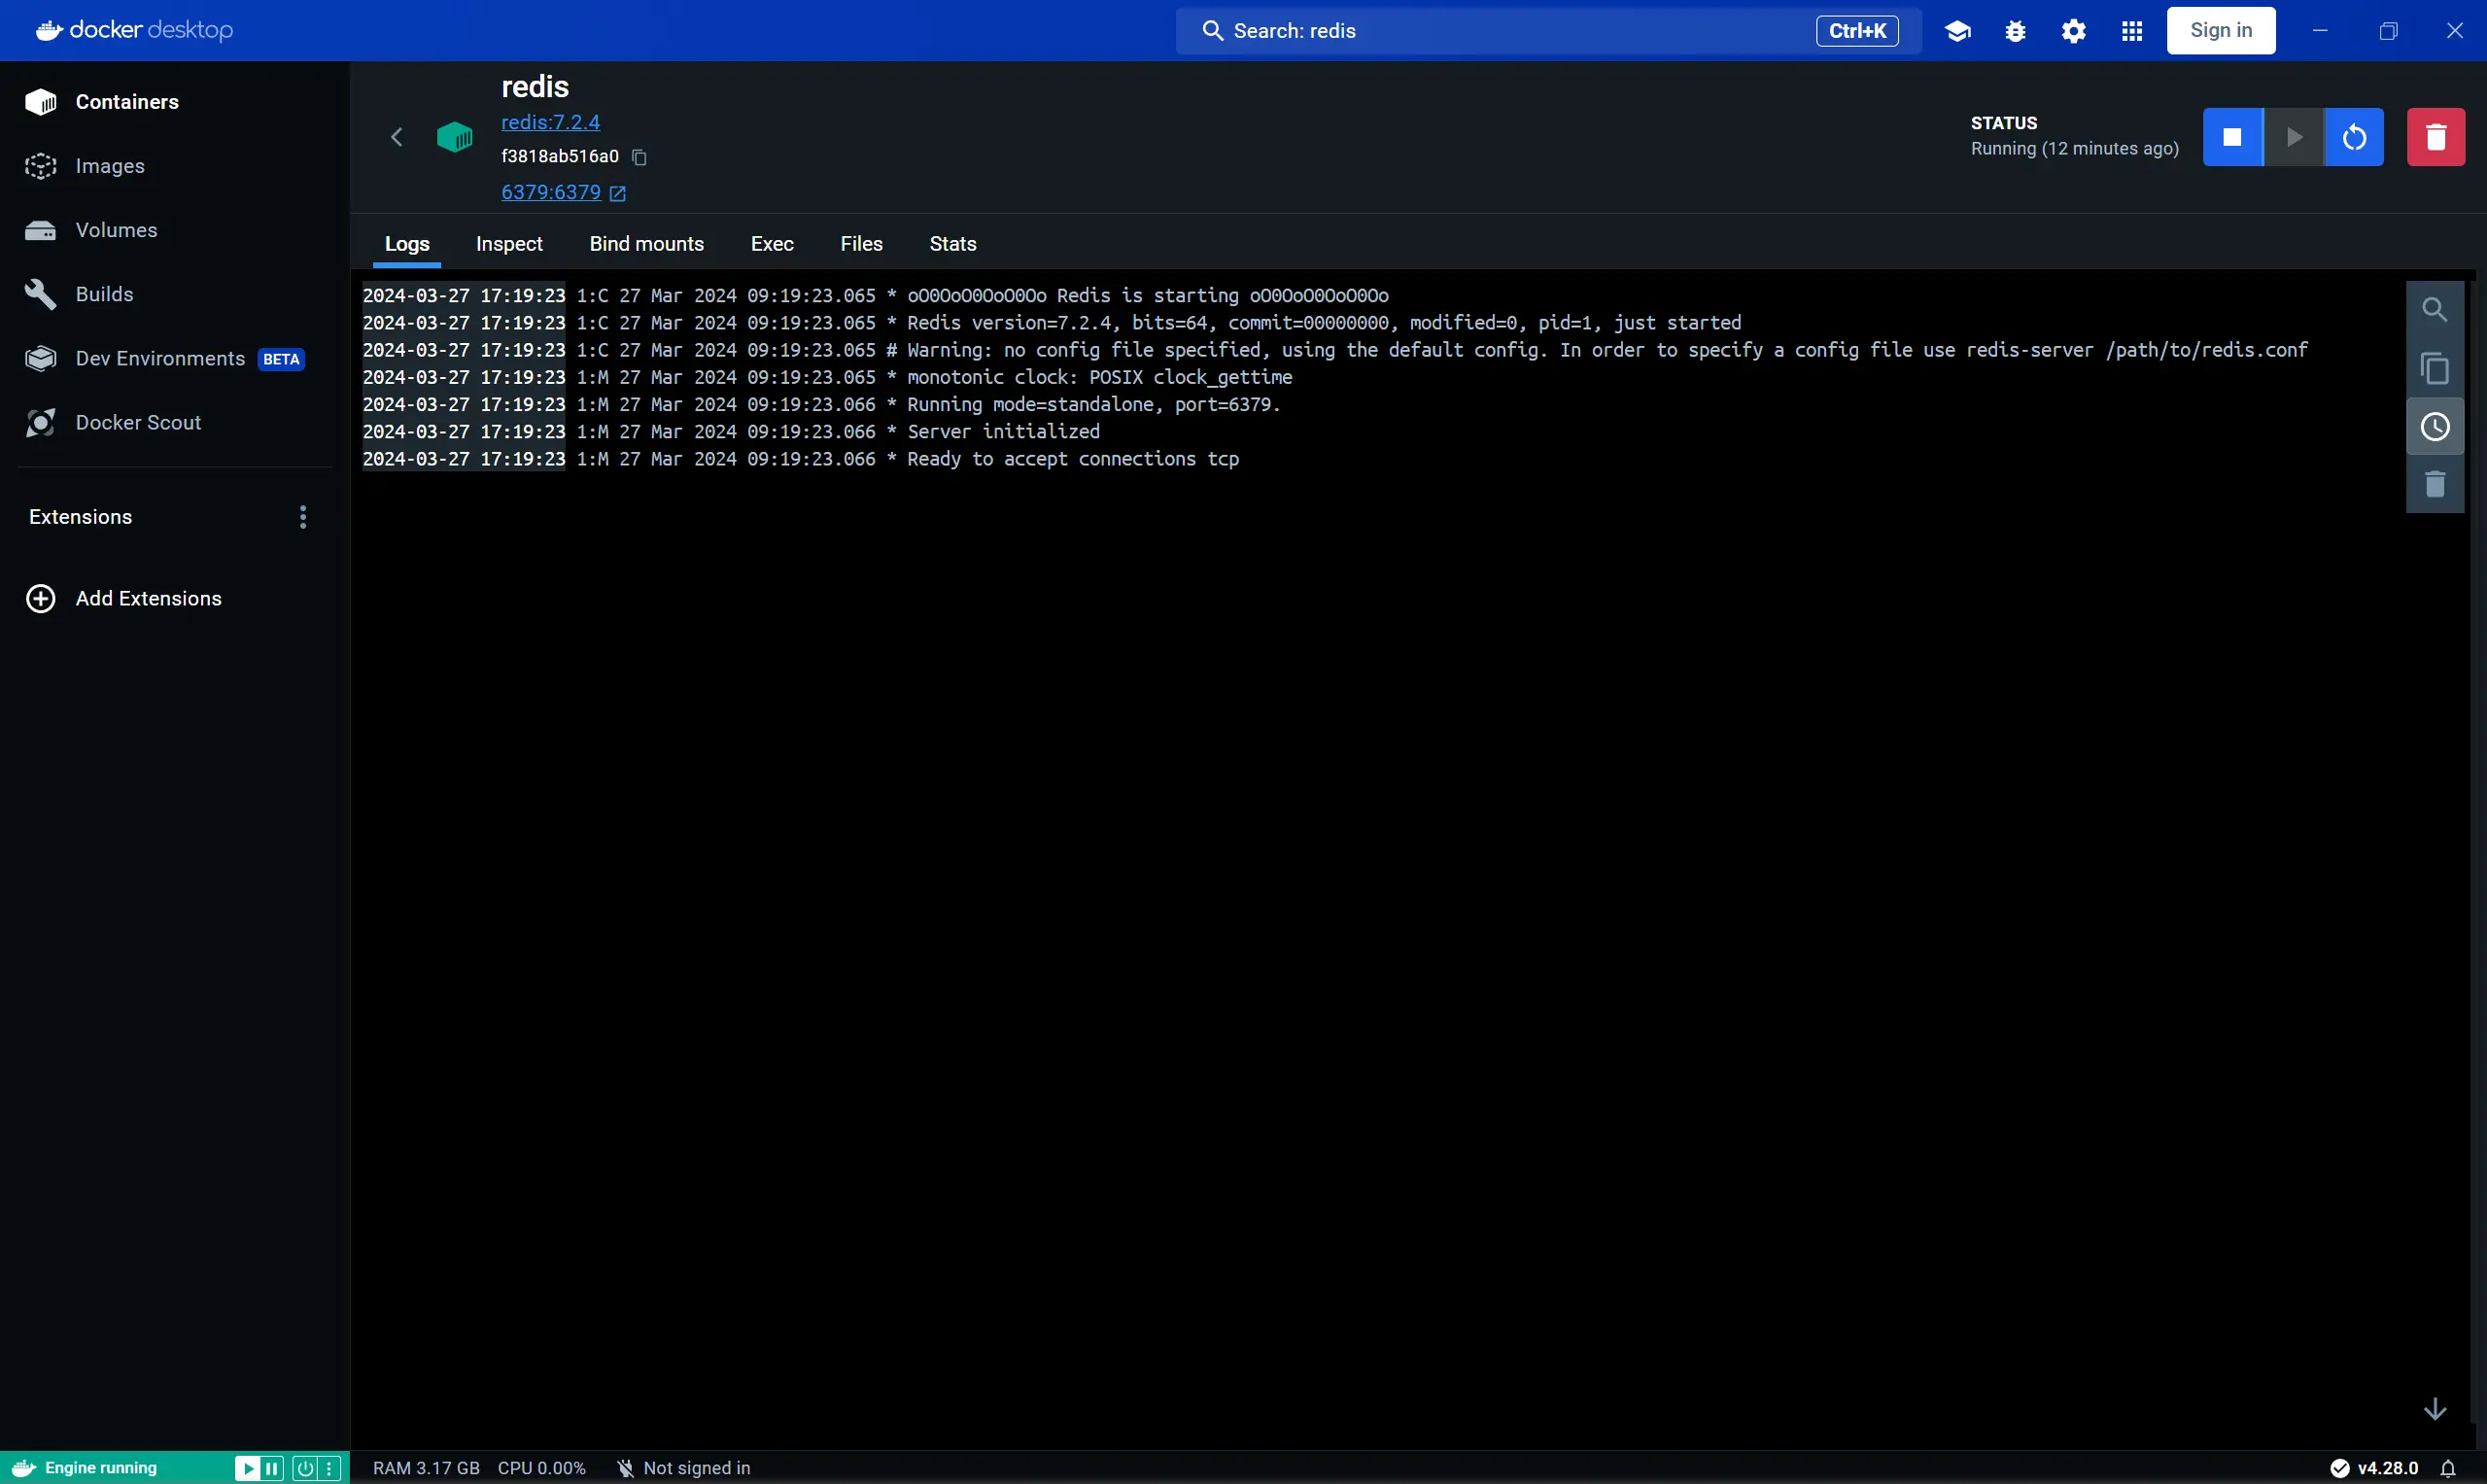 docker desktop
Search: redis
Ctrl+K
Sign in
Containers
Images
Volumes
Builds
Dev Environments BETA
Docker Scout
Extensions
Add Extensions
redis
redis:7.2.4
f3818ab516a0
6379:6379
STATUS
Running (12 minutes ago)
Logs Inspect Bind mounts Exec Files Stats
2024-03-27 17:19:23 1:C 27 Mar 2024 09:19:23.065 * oO0OoO0OoO0Oo Redis is starting oO0OoO0OoO0Oo
2024-03-27 17:19:23 1:C 27 Mar 2024 09:19:23.065 * Redis version=7.2.4, bits=64, commit=00000000, modified=0, pid=1, just started
2024-03-27 17:19:23 1:C 27 Mar 2024 09:19:23.065 # Warning: no config file specified, using the default config. In order to specify a config file use redis-server /path/to/redis.conf
2024-03-27 17:19:23 1:M 27 Mar 2024 09:19:23.065 * monotonic clock: POSIX clock_gettime
2024-03-27 17:19:23 1:M 27 Mar 2024 09:19:23.066 * Running mode=standalone, port=6379.
2024-03-27 17:19:23 1:M 27 Mar 2024 09:19:23.066 * Server initialized
2024-03-27 17:19:23 1:M 27 Mar 2024 09:19:23.066 * Ready to accept connections tcp
Engine running
RAM 3.17 GB CPU 0.00% Not signed in
v4.28.0